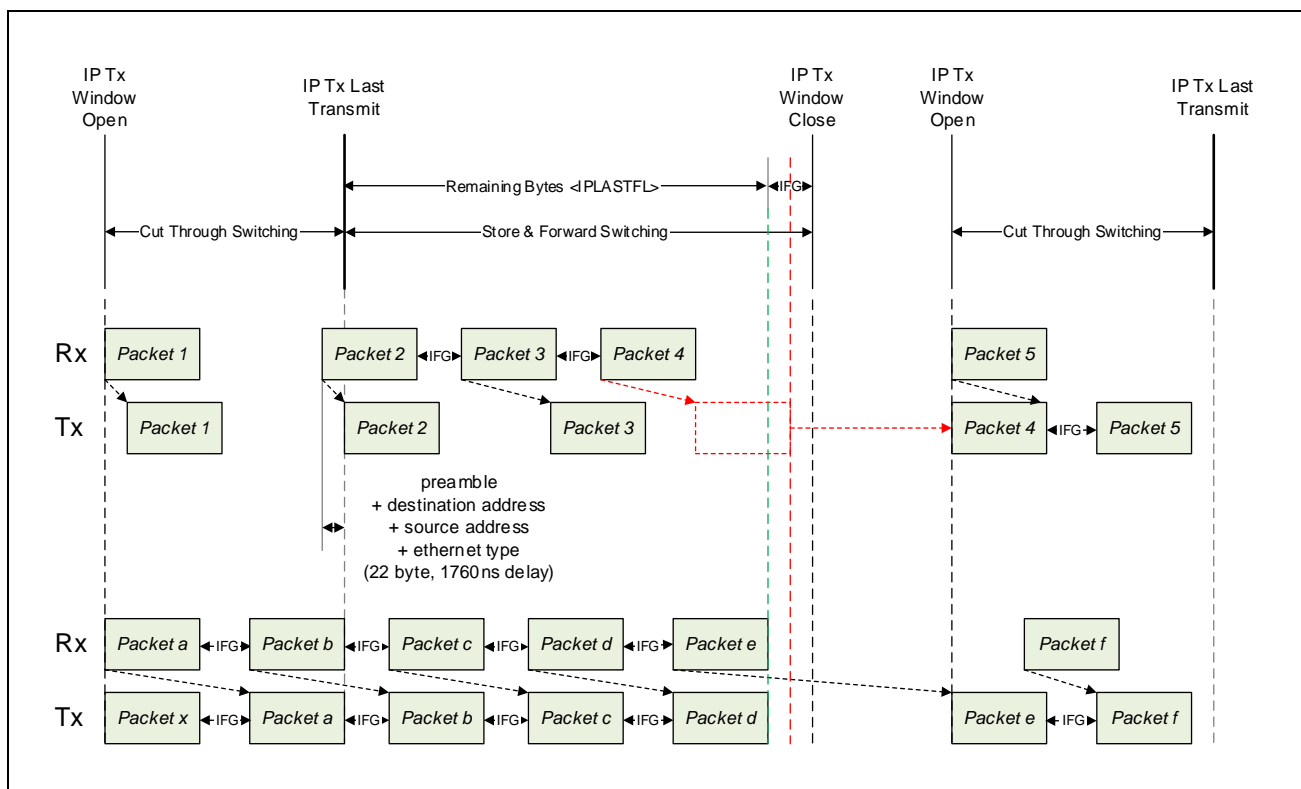 IP Tx
Window
Open
IP Tx Last
Transmit
IP Tx
Window
Close
IP Tx
Window
Open
IP Tx Last
Transmit
Remaining Bytes <IPLASTFL>
IFG
Cut Through Switching
Store & Forward Switching
Cut Through Switching
Rx
Packet 1
Packet 2
IFG
Packet 3
IFG
Packet 4
Packet 5
Tx
Packet 1
Packet 2
Packet 3
Packet 4
IFG
Packet 5
preamble
+ destination address
+ source address
+ ethernet type
(22 byte, 1760ns delay)
Rx
Packet a
IFG
Packet b
IFG
Packet c
IFG
Packet d
IFG
Packet e
Packet f
Tx
Packet x
IFG
Packet a
IFG
Packet b
IFG
Packet c
IFG
Packet d
Packet e
IFG
Packet f